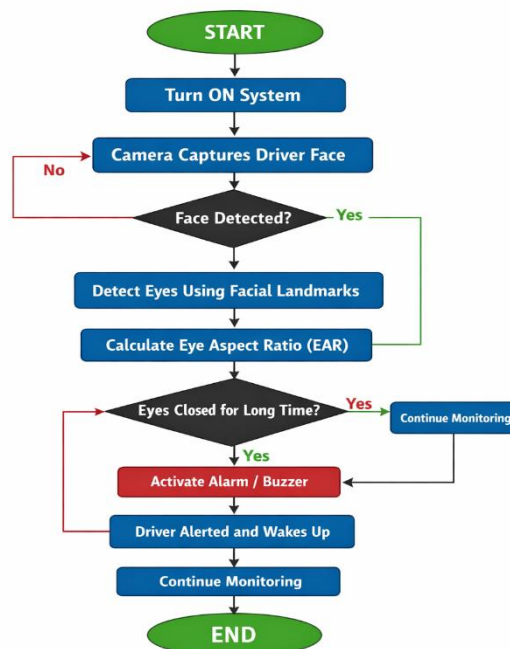 START
Turn ON System
Camera Captures Driver Face
No
Face Detected?
Yes
Detect Eyes Using Facial Landmarks
Calculate Eye Aspect Ratio (EAR)
Eyes Closed for Long Time?
Yes
Continue Monitoring
Yes
Activate Alarm / Buzzer
Driver Alerted and Wakes Up
Continue Monitoring
END